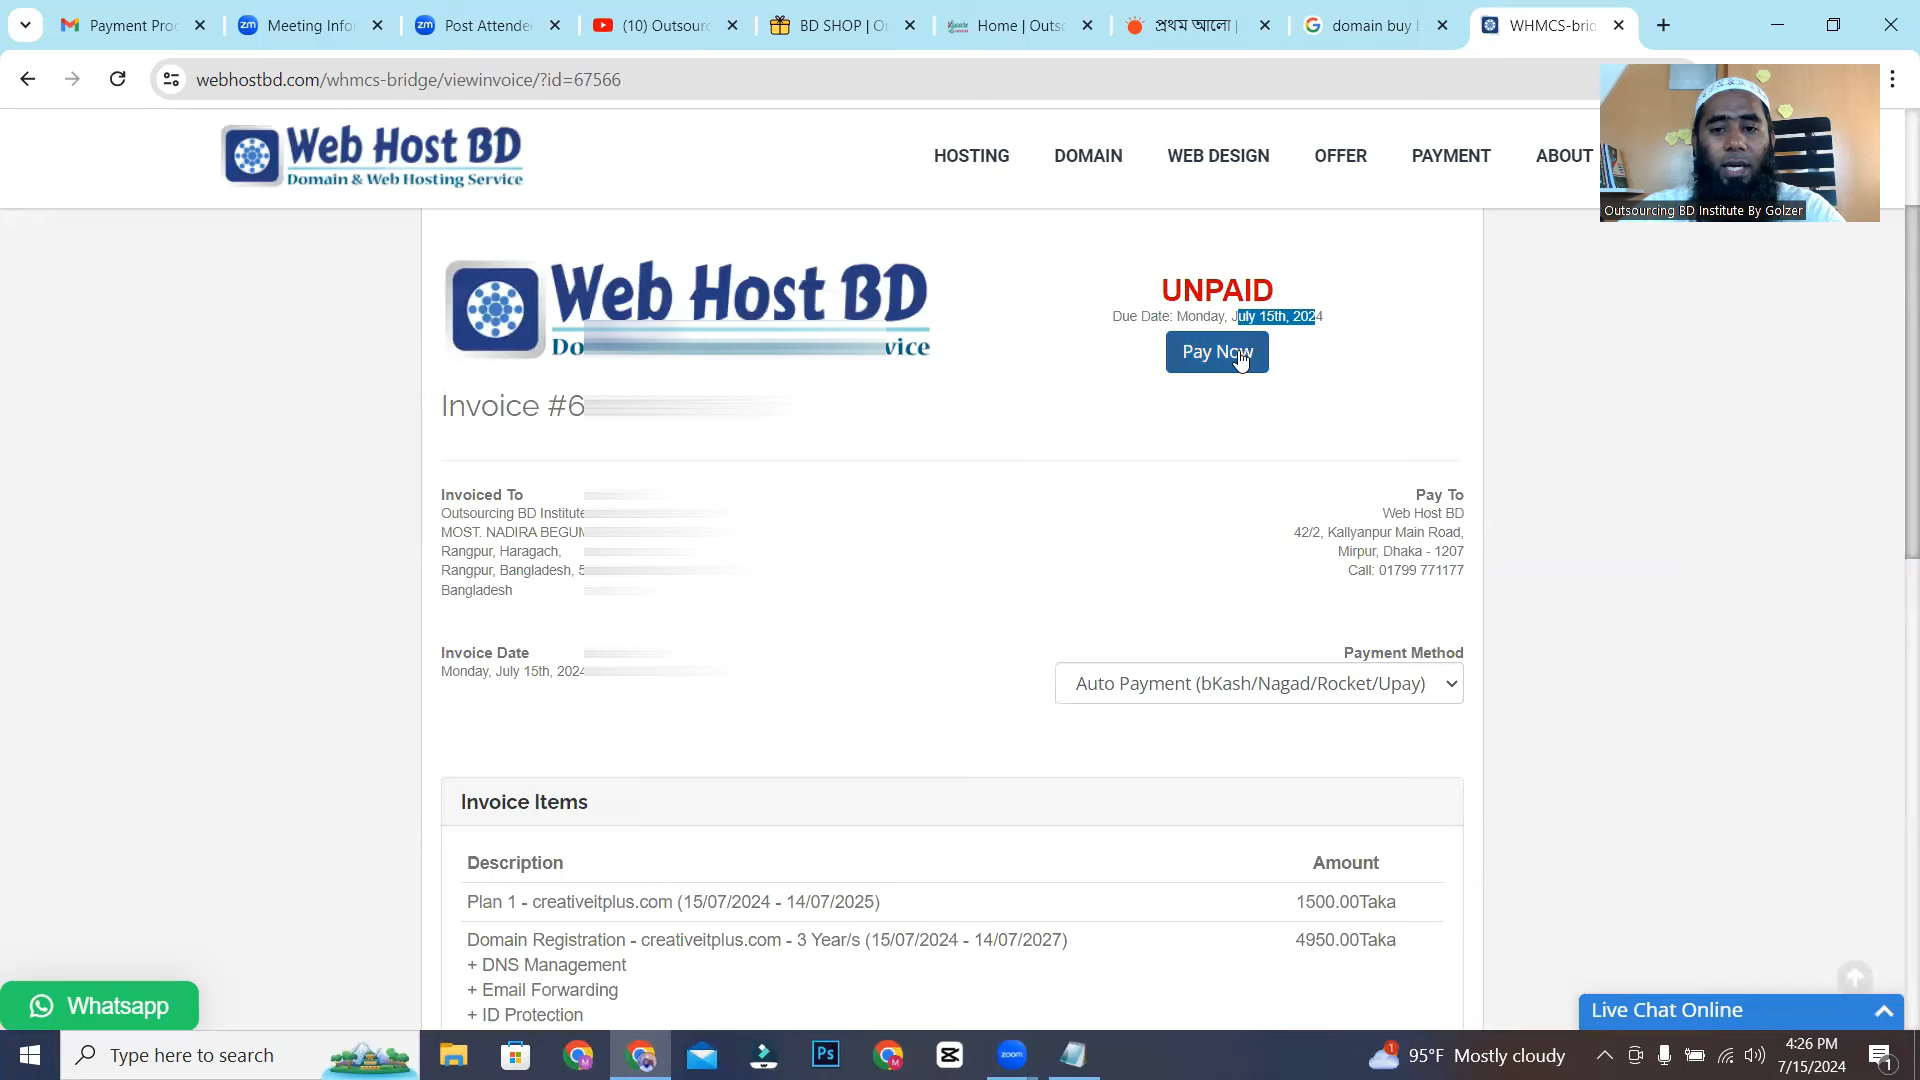 Payment Proc
Meeting Info
Post Attende
(10) Outsour
BD SHOP | O
Home | Outso
প্রথম আলো |
domain buy
WHMCS-brid
webhostbd.com/whmcs-bridge/viewinvoice/?id=67566
Web Host BD
Domain & Web Hosting Service
HOSTING
DOMAIN
WEB DESIGN
OFFER
PAYMENT
ABOUT
Outsourcing BD Institute By Golzer
Web Host BD
Do vice
UNPAID
Due Date: Monday, July 15th, 2024
Pay Now
Invoice #6
Invoiced To
Outsourcing BD Institute
MOST. NADIRA BEGUM
Rangpur, Haragach,
Rangpur, Bangladesh, 5
Bangladesh
Pay To
Web Host BD
42/2, Kallyanpur Main Road,
Mirpur, Dhaka - 1207
Call: 01799 771177
Invoice Date
Monday, July 15th, 2024
Payment Method
Auto Payment (bKash/Nagad/Rocket/Upay)
Invoice Items
Description Amount
Plan 1 - creativeitplus.com (15/07/2024 - 14/07/2025) 1500.00Taka
Domain Registration - creativeitplus.com - 3 Year/s (15/07/2024 - 14/07/2027) 4950.00Taka
+ DNS Management
+ Email Forwarding
+ ID Protection
Whatsapp
Live Chat Online
Type here to search
Ps
zoom
95°F Mostly cloudy
4:26 PM
7/15/2024